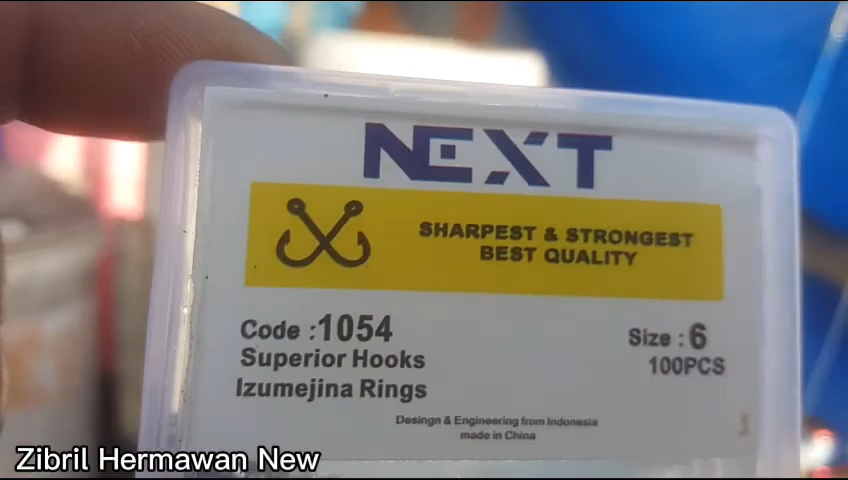 NEXT
SHARPEST & STRONGEST
BEST QUALITY
Code :1054
Superior Hooks
Izumejina Rings
Size : 6
100PCS
Desingn & Engineering from Indonesia
made in China
Zibril Hermawan New